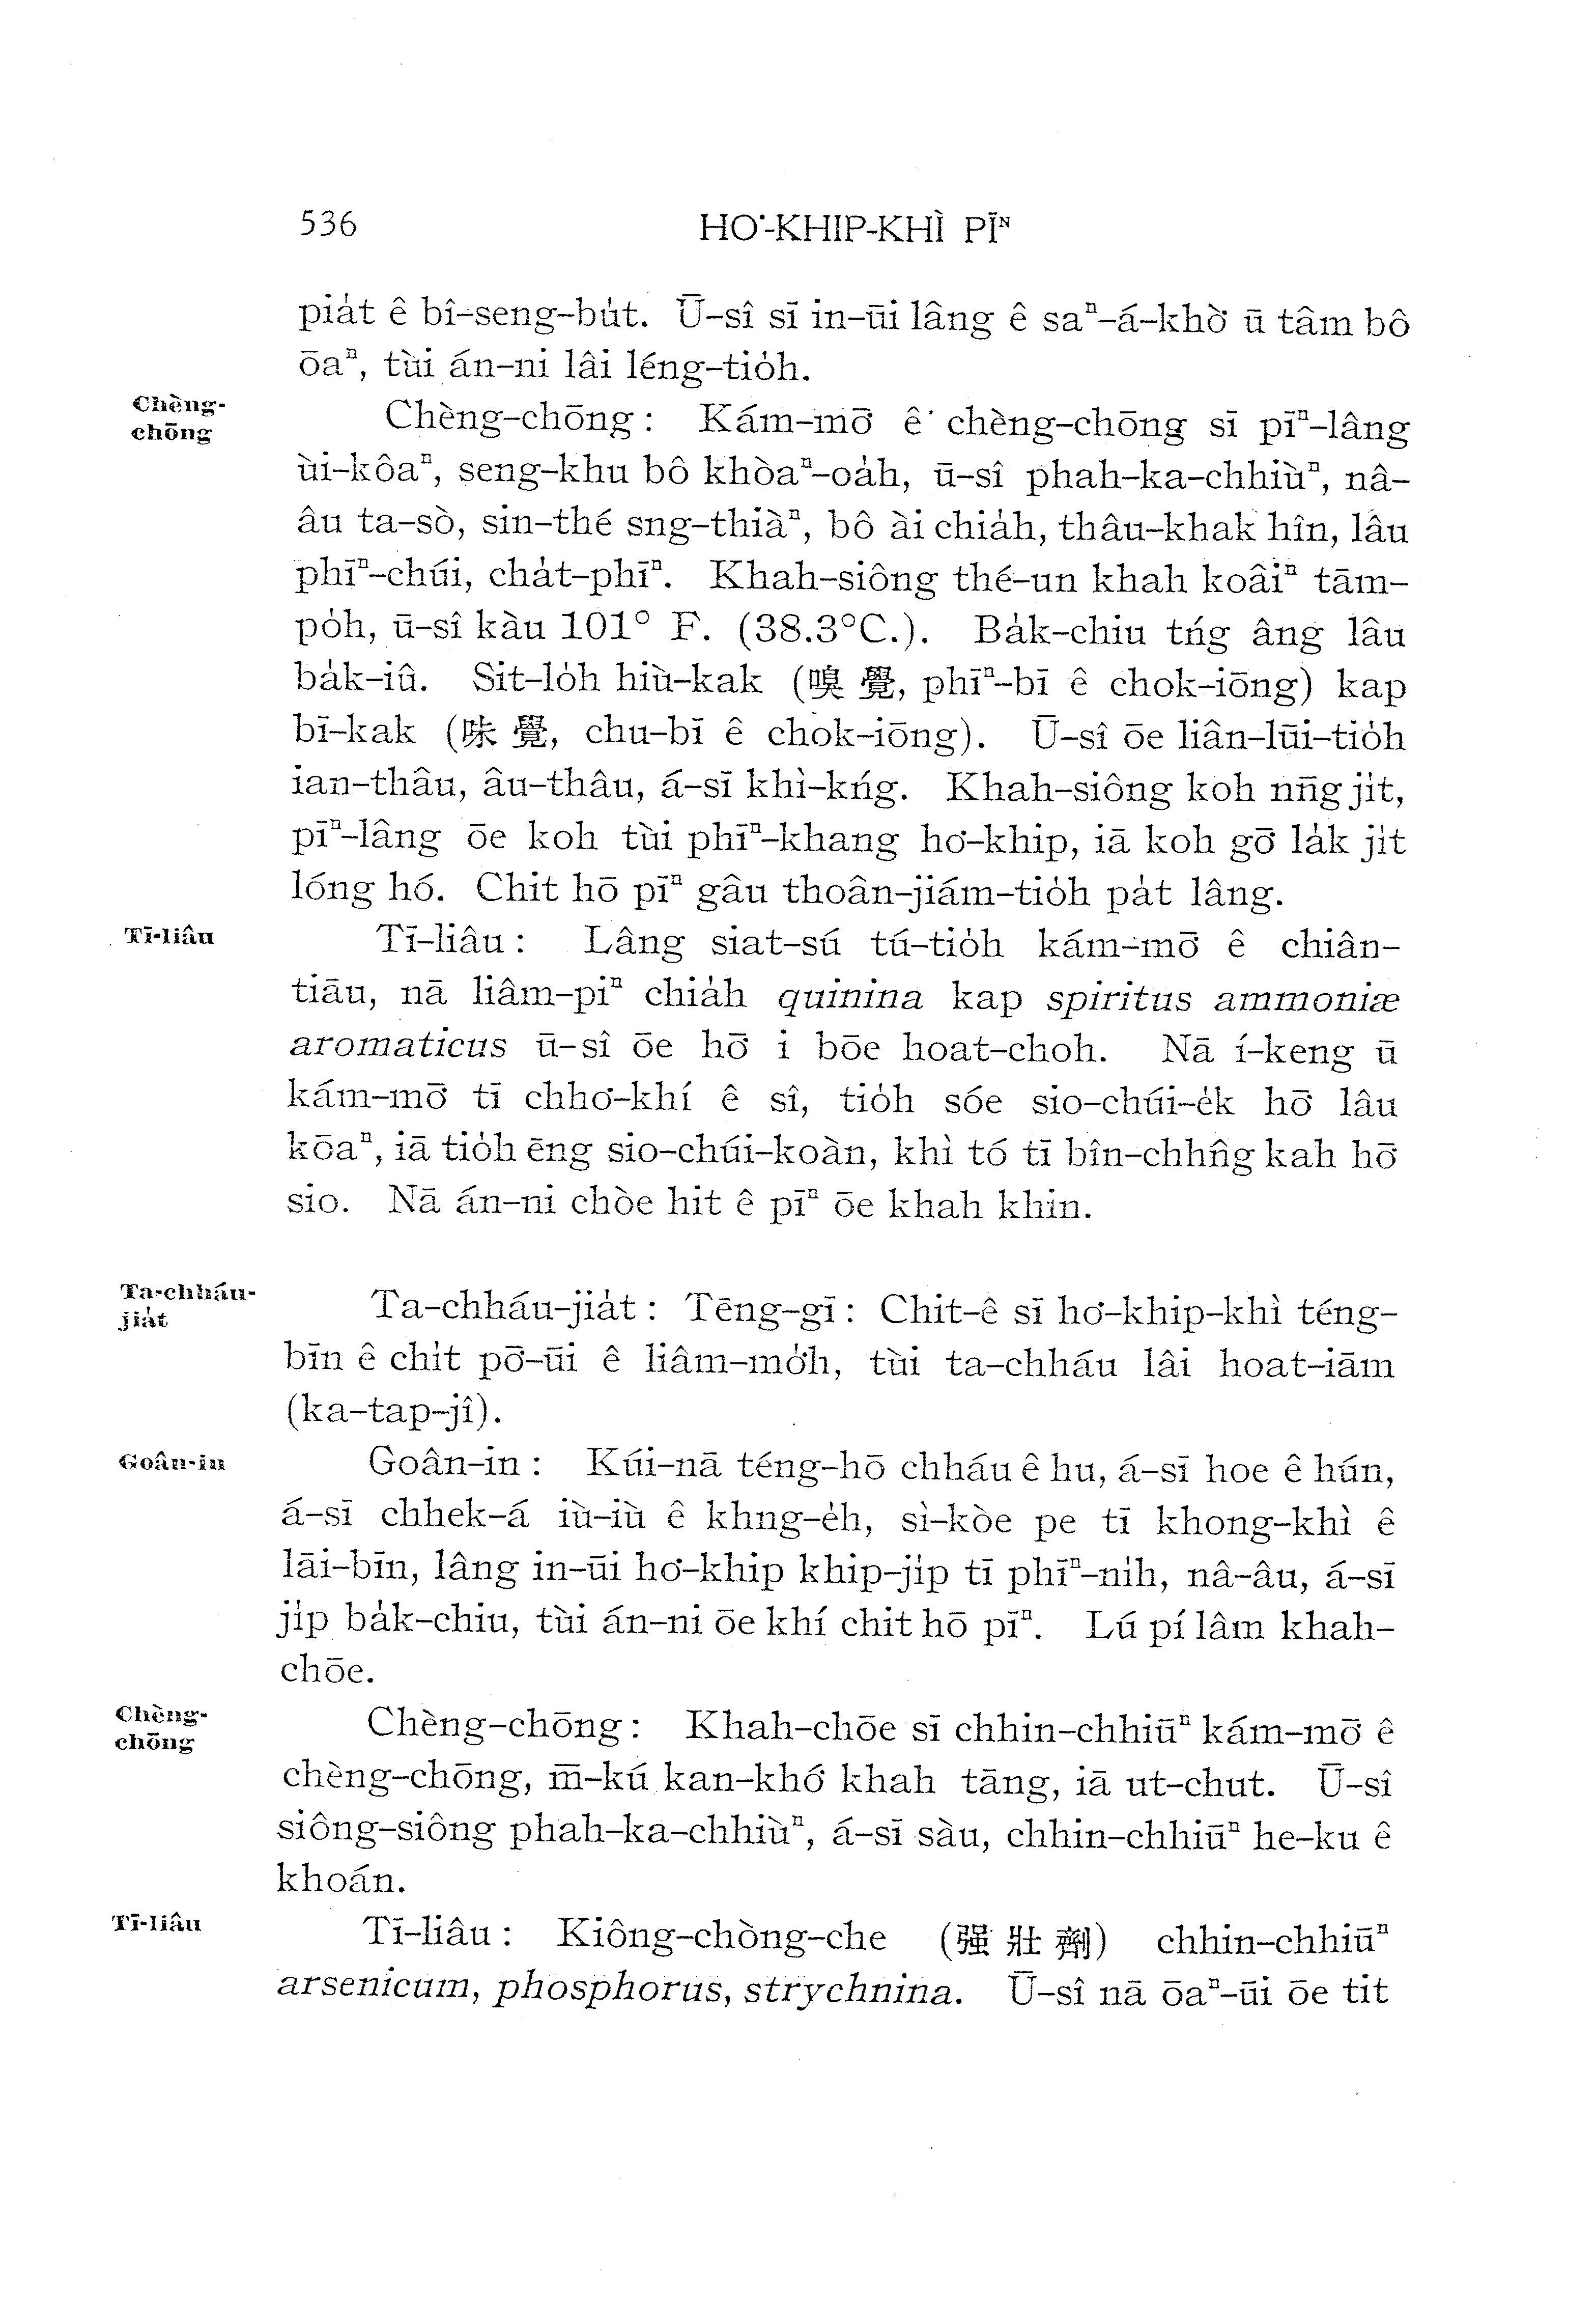 536
HO͘-KHIP-KHÌ PĪᴺ
pia̍t ê bî-seng-bu̍t. Ū-sî sī in-ūi lâng ê saⁿ-á-khò͘ ū tâm bô
ōaⁿ, tùi án-ni lâi léng-tio̍h.
Chèng-
chōng
Chèng-chōng: Kám-mō͘ ê chèng-chōng sī pīⁿ-lâng
ùi-kôaⁿ, seng-khu bô khòaⁿ-oa̍h, ū-sî phah-ka-chhiùⁿ, nâ-
âu ta-sò, sin-thé sng-thiàⁿ, bô ài chia̍h, thâu-khak hîn, lâu
phīⁿ-chúi, cha̍t-phīⁿ. Khah-siông thé-un khah koâiⁿ tām-
po̍h, ū-sî kàu 101° F. (38.3°C.). Ba̍k-chiu tńg âng lâu
ba̍k-iû. Sit-lo̍h hiù-kak (嗅覺, phīⁿ-bī ê chok-iōng) kap
bī-kak (味覺, chu-bī ê chok-iōng). Ū-sî ōe liân-lūi-tio̍h
ian-thâu, âu-thâu, á-sī khì-kńg. Khah-siông koh nn̄g ji̍t,
pīⁿ-lâng ōe koh tùi phīⁿ-khang ho͘-khip, iā koh gō͘ la̍k ji̍t
lóng hó. Chit hō pīⁿ gâu thoân-jiám-tio̍h pa̍t lâng.
Tī-liâu
Tī-liâu: Lâng siat-sú tú-tio̍h kám-mō͘ ê chiân-
tiāu, nā liâm-piⁿ chia̍h quinina kap spiritus ammoniæ
aromaticus ū-sî ōe hō͘ i bōe hoat-choh. Nā í-keng ū
kám-mō͘ tī chho͘-khí ê sî, tio̍h sóe sio-chúi-e̍k hō͘ lâu
kōaⁿ, iā tio̍h ēng sio-chúi-koàn, khì tó tī bîn-chhn̂g kah hō͘
sio. Nā án-ni chòe hit ê pīⁿ ōe khah khin.
Ta-chháu-
jia̍t
Ta-chháu-jia̍t: Tēng-gī: Chit-ê sī ho͘-khip-khì téng-
bīn ê chi̍t pō͘-ūi ê liâm-mo̍͘h, tùi ta-chháu lâi hoat-iām
(ka-tap-jî).
Goân-in
Goân-in: Kúi-nā téng-hō chháu ê hu, á-sī hoe ê hún,
á-sī chhek-á iù-iù ê khng-e̍h, sì-kòe pe tī khong-khì ê
lāi-bīn, lâng in-ūi ho͘-khip khip-ji̍p tī phīⁿ-ni̍h, nâ-âu, á-sī
ji̍p ba̍k-chiu, tùi án-ni ōe khí chit hō pīⁿ. Lú pí lâm khah-
chōe.
Chèng-
chōng
Chèng-chōng: Khah-chōe sī chhin-chhiūⁿ kám-mō͘ ê
chèng-chōng, m̄-kú kan-khó͘ khah tāng, iā ut-chut. Ū-sî
siông-siông phah-ka-chhiùⁿ, á-sī sàu, chhin-chhiūⁿ he-ku ê
khoán.
Tī-liâu
Tī-liâu: Kiông-chòng-che (强壯劑) chhin-chhiūⁿ
arsenicum, phosphorus, strychnina. Ū-sî nā ōaⁿ-ūi ōe tit